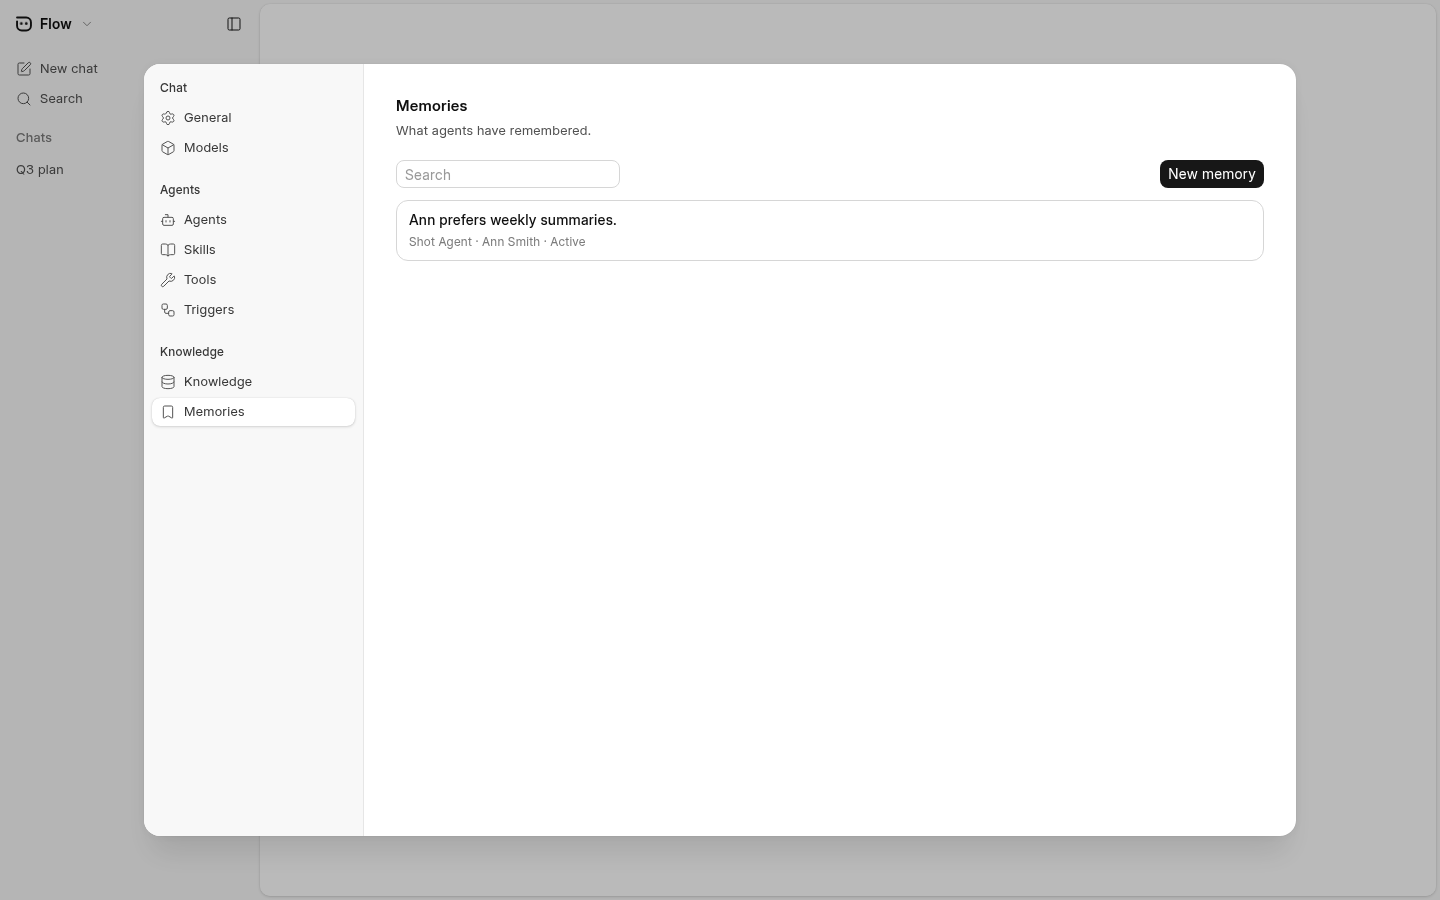 Flow
New chat
Search
Chats
Q3 plan
Chat
General
Models
Agents
Agents
Skills
Tools
Triggers
Knowledge
Knowledge
Memories
Memories
What agents have remembered.
Search
New memory
Ann prefers weekly summaries.
Shot Agent · Ann Smith · Active